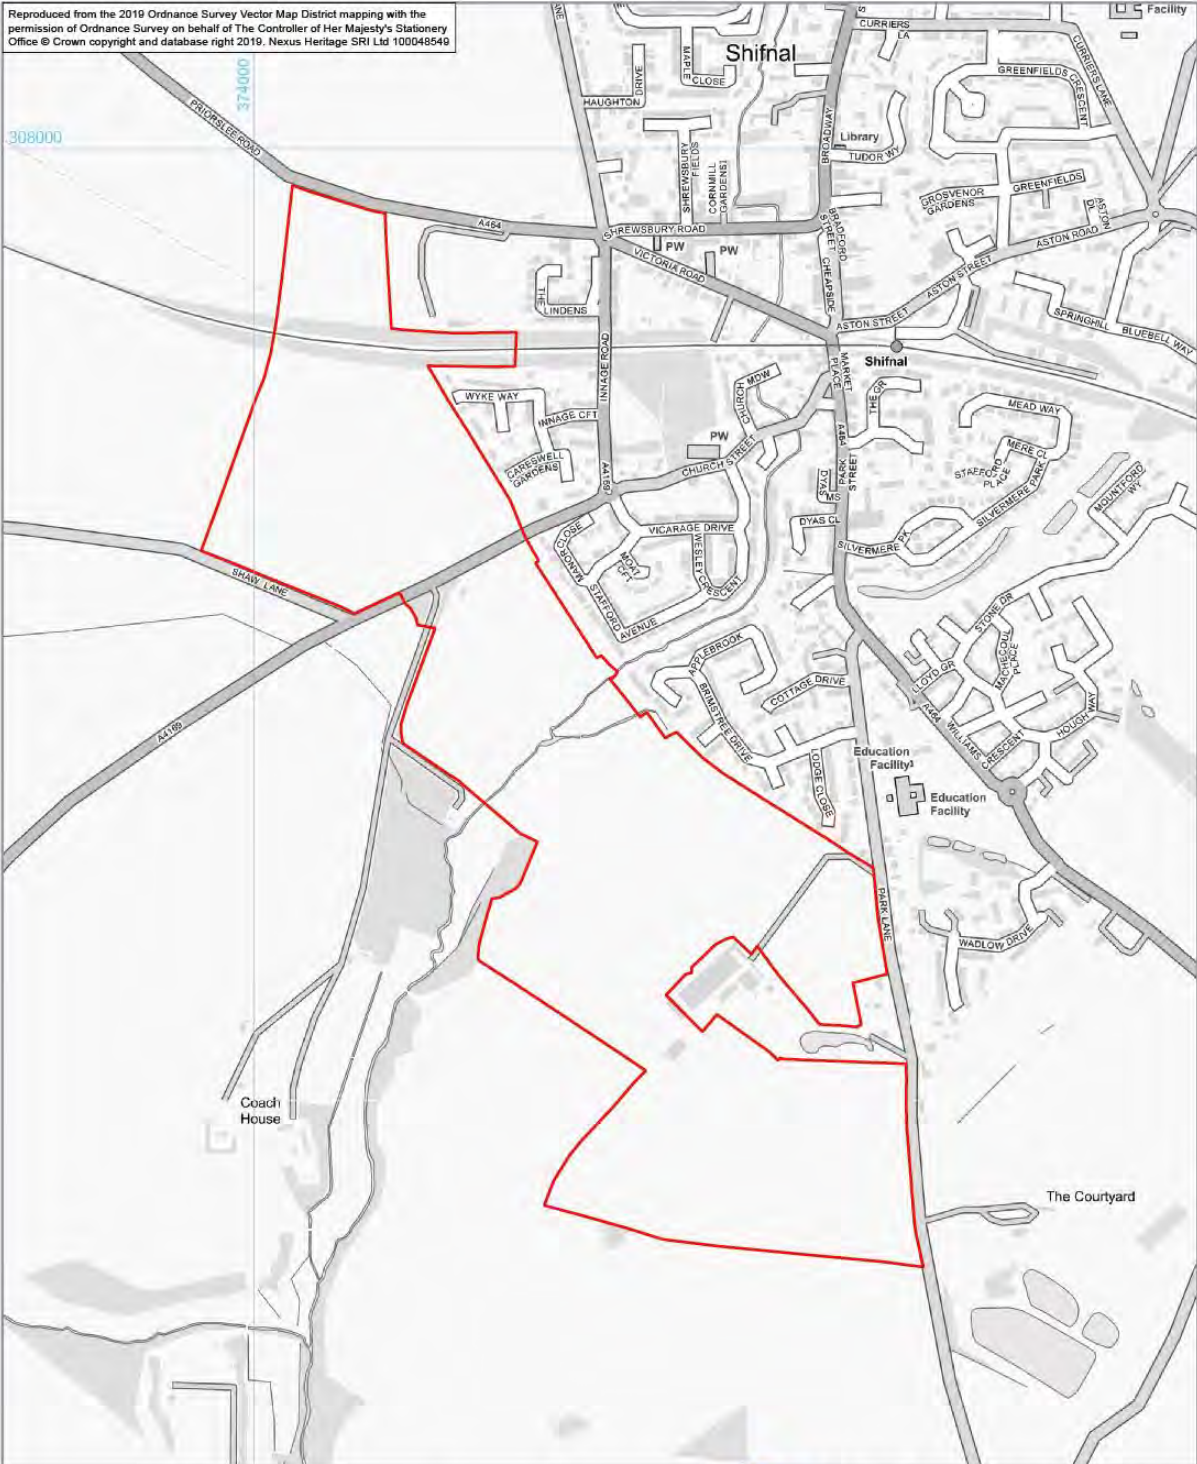 Reproduced from the 2019 Ordnance Survey Vector Map District mapping with the
permission of Ordnance Survey on behalf of The Controller of Her Majesty's Stationery
Office © Crown copyright and database right 2019. Nexus Heritage SRI Ltd 100048549
Facility
CURRIERS
LA
CURRIERS LANE
Shifnal
MAPLE
CLOSE
GREENFIELDS CRESCENT
374000
HAUGHTON
DRIVE
PRIORSLEE ROAD
308000
BROADWAY
Library
TUDOR WY
SHREWSBURY
FIELDS
CORNMILL
GARDENS
GROSVENOR
GARDENS
GREENFIELDS
ASTON
A464
SHREWSBURY ROAD
BRADFORD
STREET
PW
PW
VICTORIA ROAD
CHEAPSIDE
ASTON ROAD
ASTON STREET
THE
LINDENS
ASTON STREET
SPRINGHILL
BLUEBELL WAY
INNAGE ROAD
MARKET
PLACE
Shifnal
WYKE WAY
INNAGE CFT
CARESWELL
GARDENS
CHURCH
MDW
THE GR
MEAD WAY
PW
CHURCH STREET
A464
PARK
STREET
MERE CL
STAFFORD
PLACE
SILVERMERE PARK
MOUNTFORD
WY
A4169
DYAS
MS
DYAS CL
SILVERMERE PK
MANOR
CLOSE
VICARAGE DRIVE
MOAT
CFT
WESLEY CRESCENT
STAFFORD
AVENUE
SHAW LANE
APPLEBROOK
BRIMSTREE DRIVE
COTTAGE DRIVE
STONE DR
MACHECOUL
PLACE
LLOYD GR
HOUGH WAY
A4169
A464
WILLIAMS
CRESCENT
LODGE CLOSE
Education
Facility
Education
Facility
PARK LANE
WADLOW DRIVE
Coach
House
The Courtyard